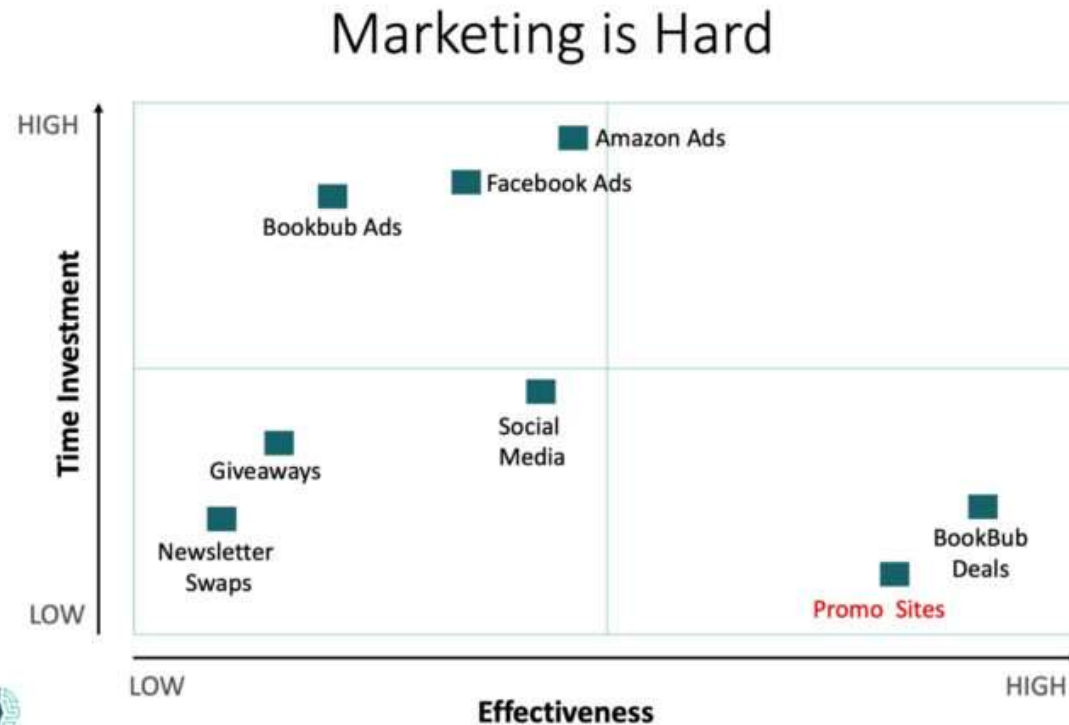 Marketing is Hard
HIGH
Amazon Ads
Facebook Ads
Bookbub Ads
Time Investment
Social
Media
Giveaways
Newsletter
Swaps
BookBub
Deals
Promo Sites
LOW
LOW
HIGH
Effectiveness